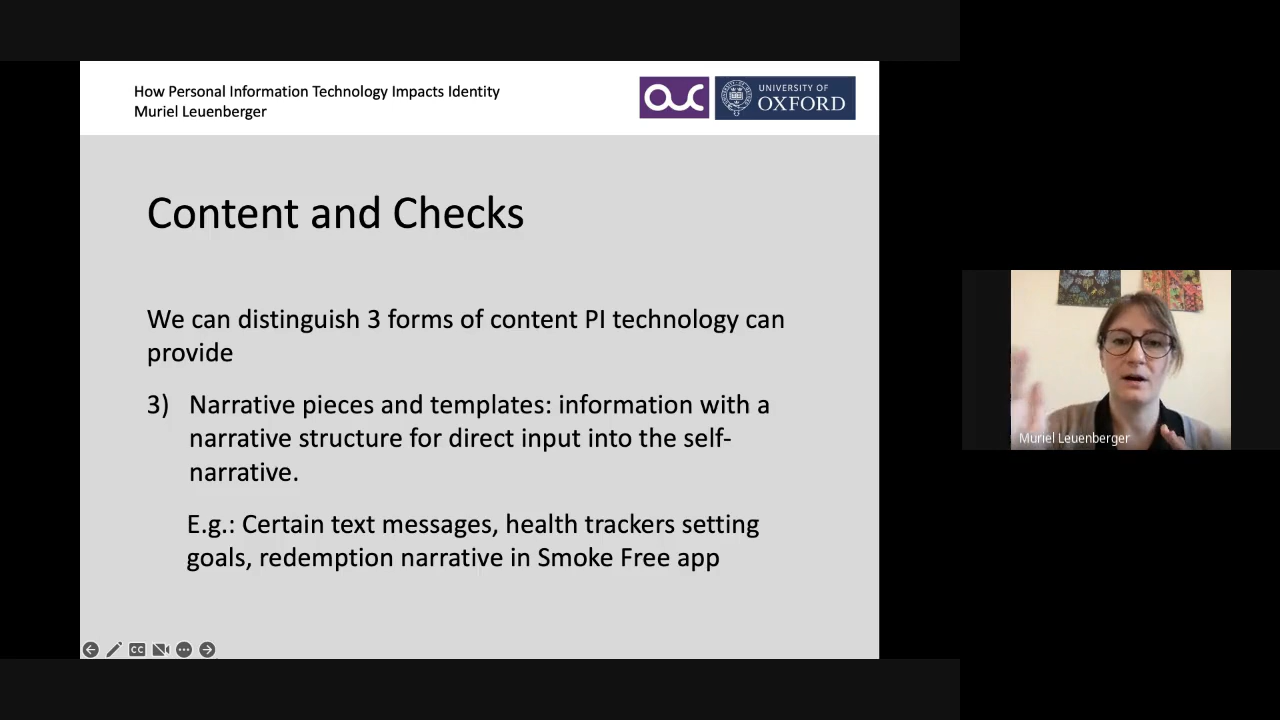 How Personal Information Technology Impacts Identity
Muriel Leuenberger
OUC
UNIVERSITY OF
OXFORD
Content and Checks
We can distinguish 3 forms of content PI technology can
provide
3) Narrative pieces and templates: information with a
narrative structure for direct input into the self-
narrative.
E.g.: Certain text messages, health trackers setting
goals, redemption narrative in Smoke Free app
CC
Muriel Leuenberger